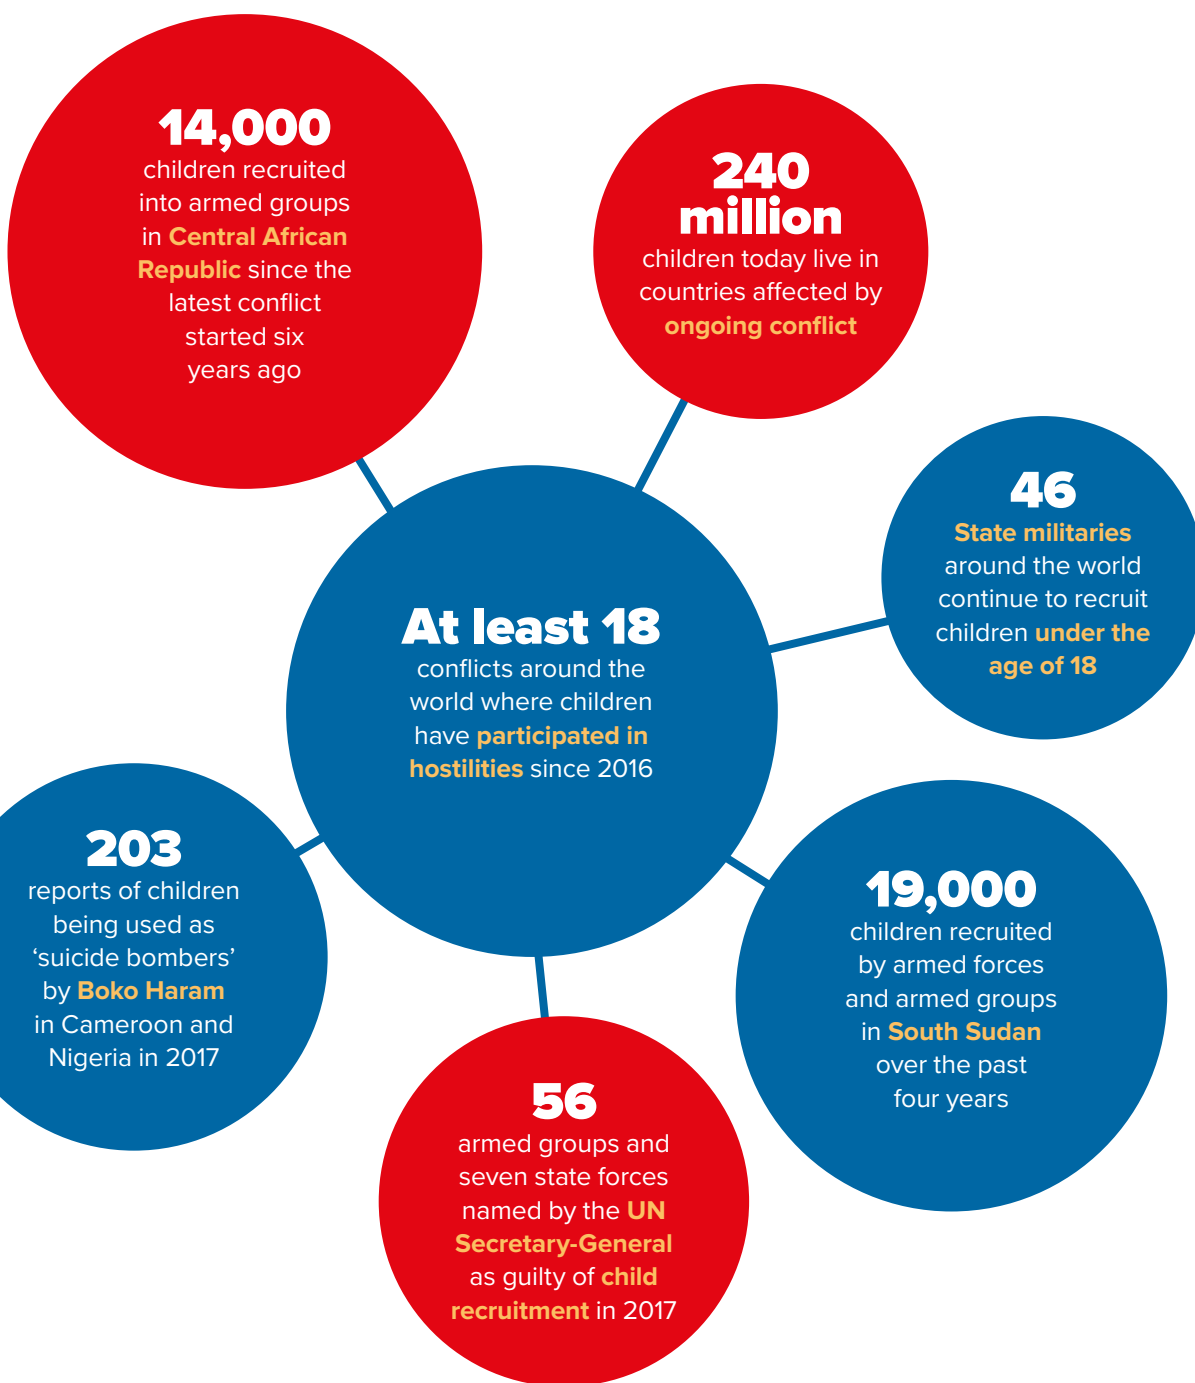 14,000
children recruited
into armed groups
in Central African
Republic since the
latest conflict
started six
years ago
240
million
children today live in
countries affected by
ongoing conflict
46
State militaries
around the world
continue to recruit
children under the
age of 18
At least 18
conflicts around the
world where children
have participated in
hostilities since 2016
203
reports of children
being used as
‘suicide bombers’
by Boko Haram
in Cameroon and
Nigeria in 2017
19,000
children recruited
by armed forces
and armed groups
in South Sudan
over the past
four years
56
armed groups and
seven state forces
named by the UN
Secretary-General
as guilty of child
recruitment in 2017